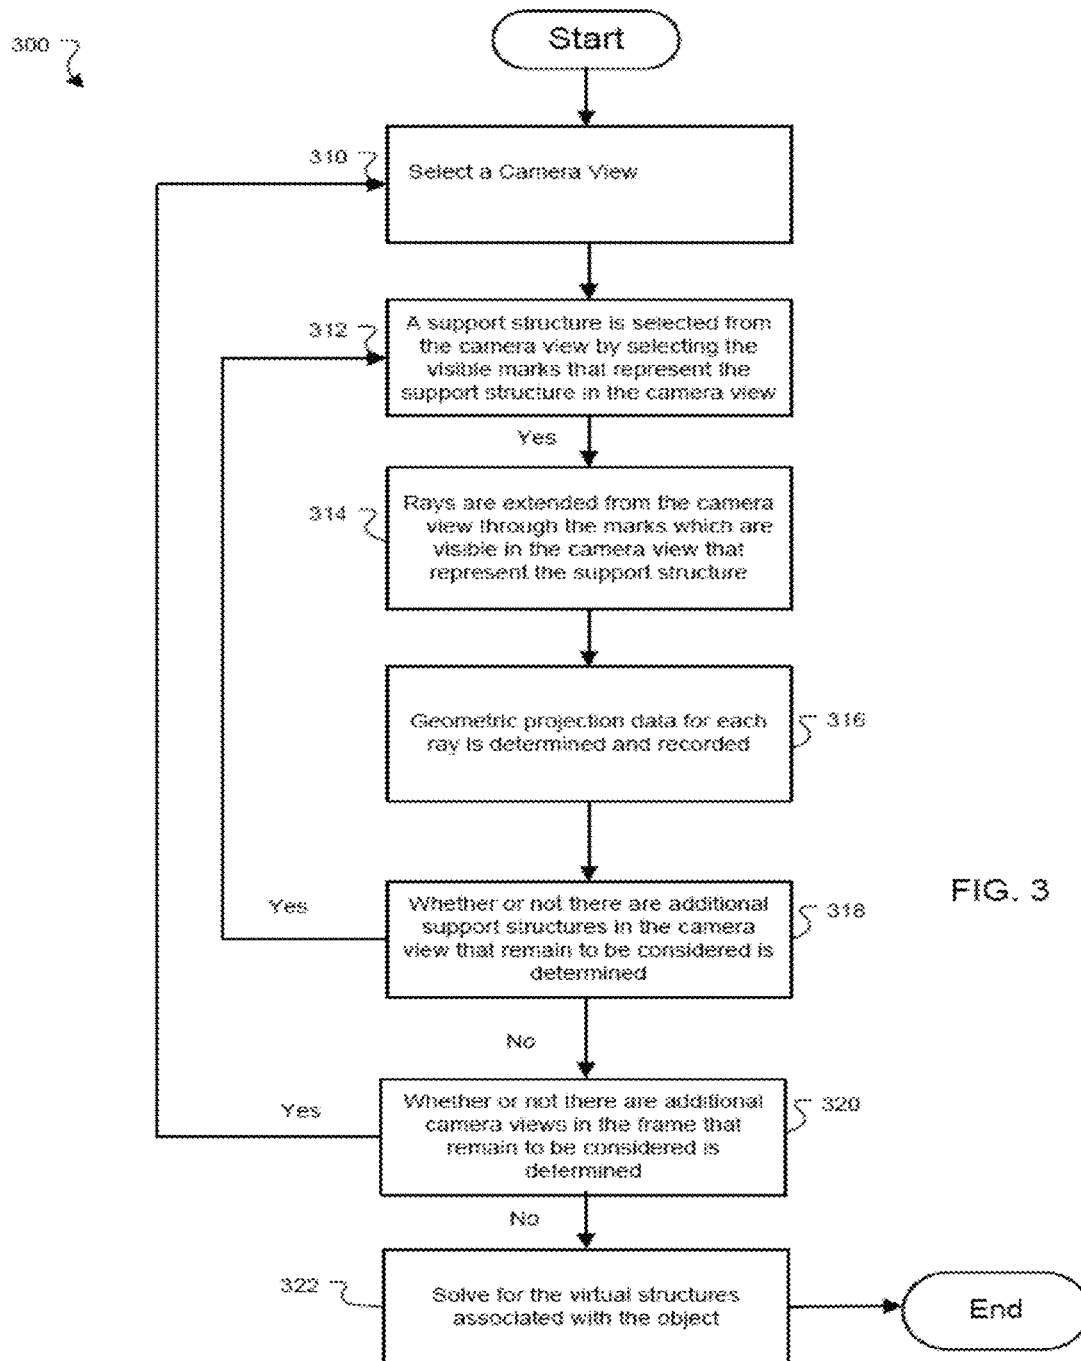 300
Start
310
Select a Camera View
312
A support structure is selected from
the camera view by selecting the
visible marks that represent the
support structure in the camera view
Yes
314
Rays are extended from the camera
view through the marks which are
visible in the camera view that
represent the support structure
Geometric projection data for each
ray is determined and recorded
316
Yes
Whether or not there are additional
support structures in the camera
view that remain to be considered is
determined
318
FIG. 3
No
Yes
Whether or not there are additional
camera views in the frame that
remain to be considered is
determined
320
No
322
Solve for the virtual structures
associated with the object
End